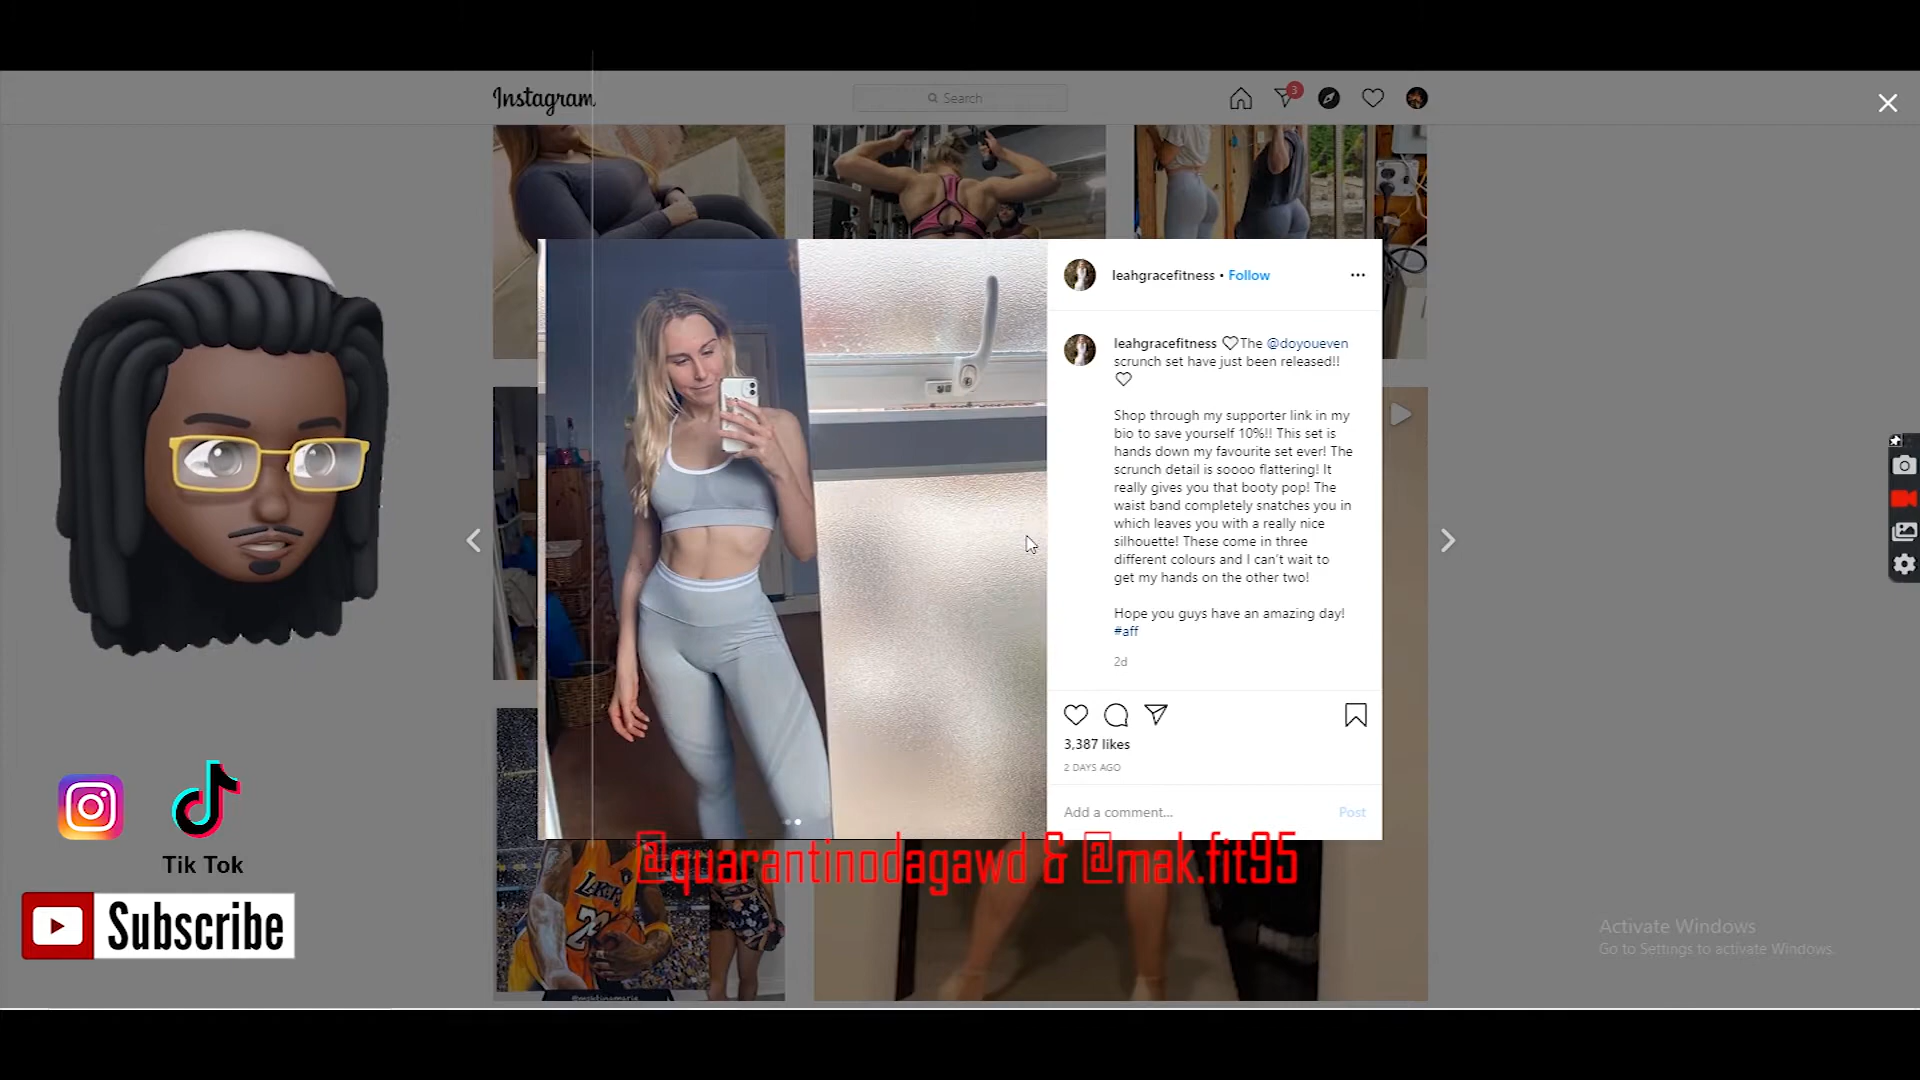 Instagram
Search
3
leahgracefitness • Follow
leahgracefitness ♡The @doyoueven
scrunch set have just been released!!
♡
Shop through my supporter link in my
bio to save yourself 10%!! This set is
hands down my favourite set ever! The
scrunch detail is soooo flattering! It
really gives you that booty pop! The
waist band completely snatches you in
which leaves you with a really nice
silhouette! These come in three
different colours and I can't wait to
get my hands on the other two!
Hope you guys have an amazing day!
#aff
2d
3,387 likes
2 DAYS AGO
Add a comment...
Post
@quarantinodagawd & @mak.fit95
Tik Tok
Subscribe
Activate Windows
Go to Settings to activate Windows.